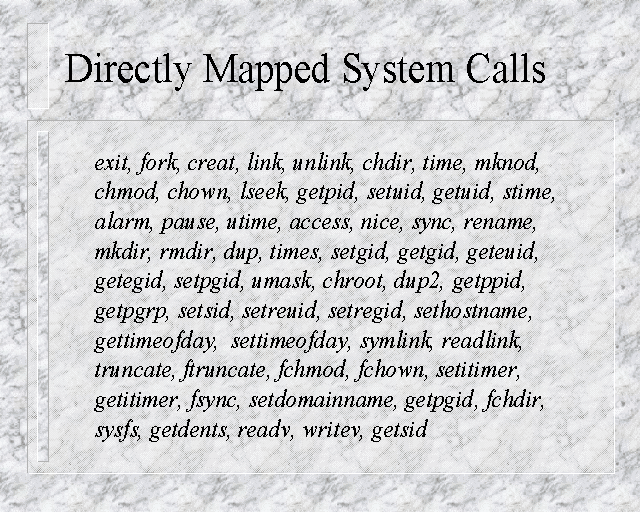 Directly Mapped System Calls
exit, fork, creat, link, unlink, chdir, time, mknod,
chmod, chown, lseek, getpid, setuid, getuid, stime,
alarm, pause, utime, access, nice, sync, rename,
mkdir, rmdir, dup, times, setgid, getgid, geteuid,
getegid, setpgid, umask, chroot, dup2, getppid,
getpgrp, setsid, setreuid, setregid, sethostname,
gettimeofday,  settimeofday, symlink, readlink,
truncate, ftruncate, fchmod, fchown, setitimer,
getitimer, fsync, setdomainname, getpgid, fchdir,
sysfs, getdents, readv, writev, getsid